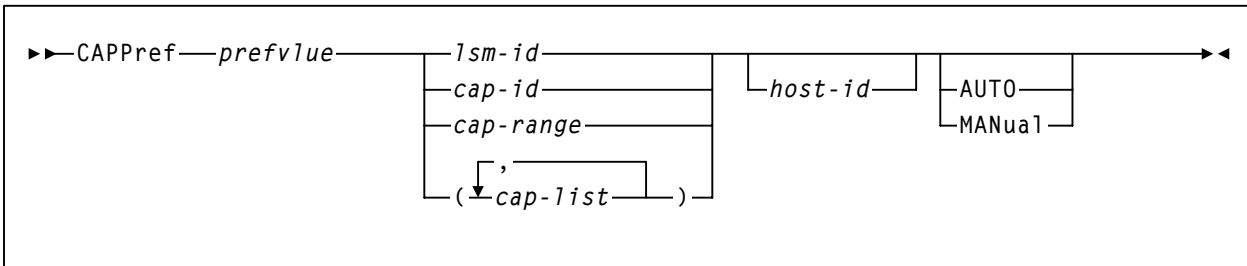 CAPPref prefvlue lsm-id host-id AUTO
cap-id MANual
cap-range
,
( cap-list )